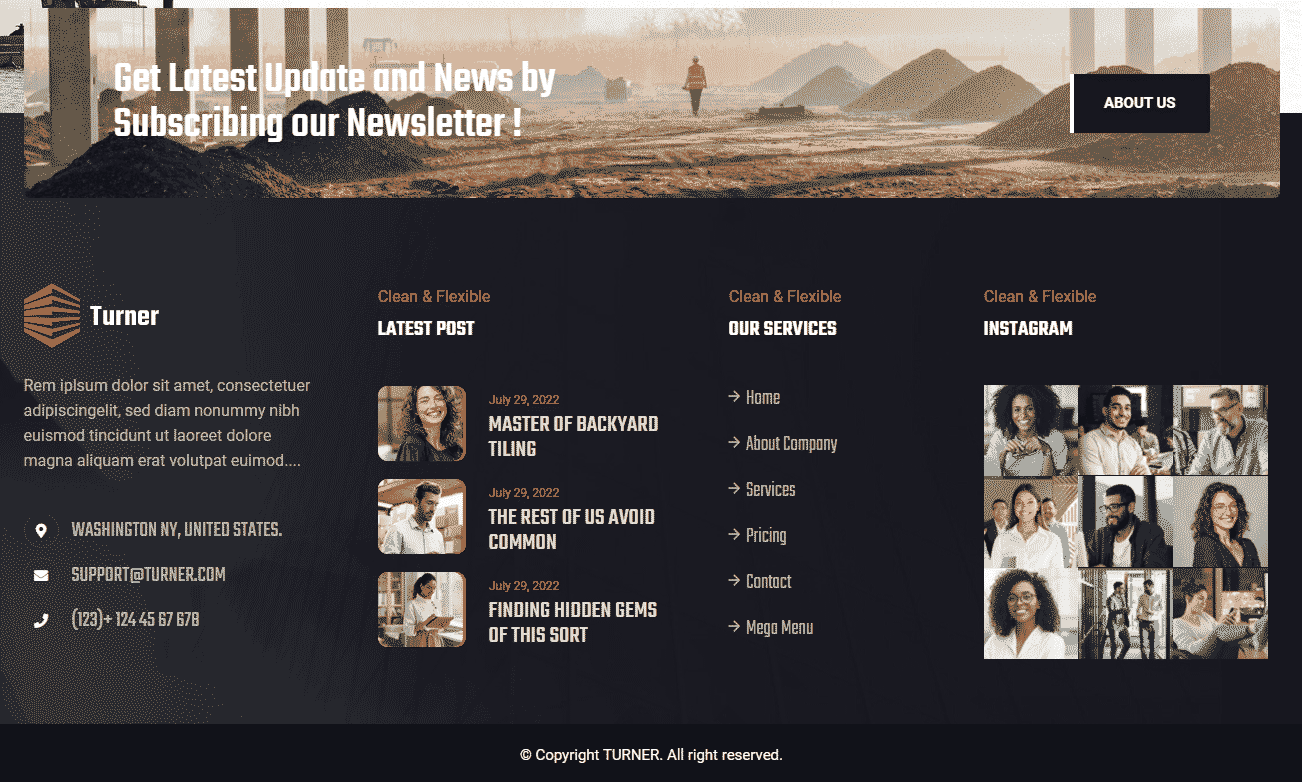 Get Latest Update and News by
Subscribing our Newsletter !
ABOUT US
Turner
Rem iplsum dolor sit amet, consectetuer
adipiscingelit, sed diam nonummy nibh
euismod tincidunt ut laoreet dolore
magna aliquam erat volutpat euimod....
WASHINGTON NY, UNITED STATES.
SUPPORT@TURNER.COM
(123)+ 124 45 67 678
Clean & Flexible
LATEST POST
July 29, 2022
MASTER OF BACKYARD
TILING
July 29, 2022
THE REST OF US AVOID
COMMON
July 29, 2022
FINDING HIDDEN GEMS
OF THIS SORT
Clean & Flexible
OUR SERVICES
Home
About Company
Services
Pricing
Contact
Mega Menu
Clean & Flexible
INSTAGRAM
© Copyright TURNER. All right reserved.